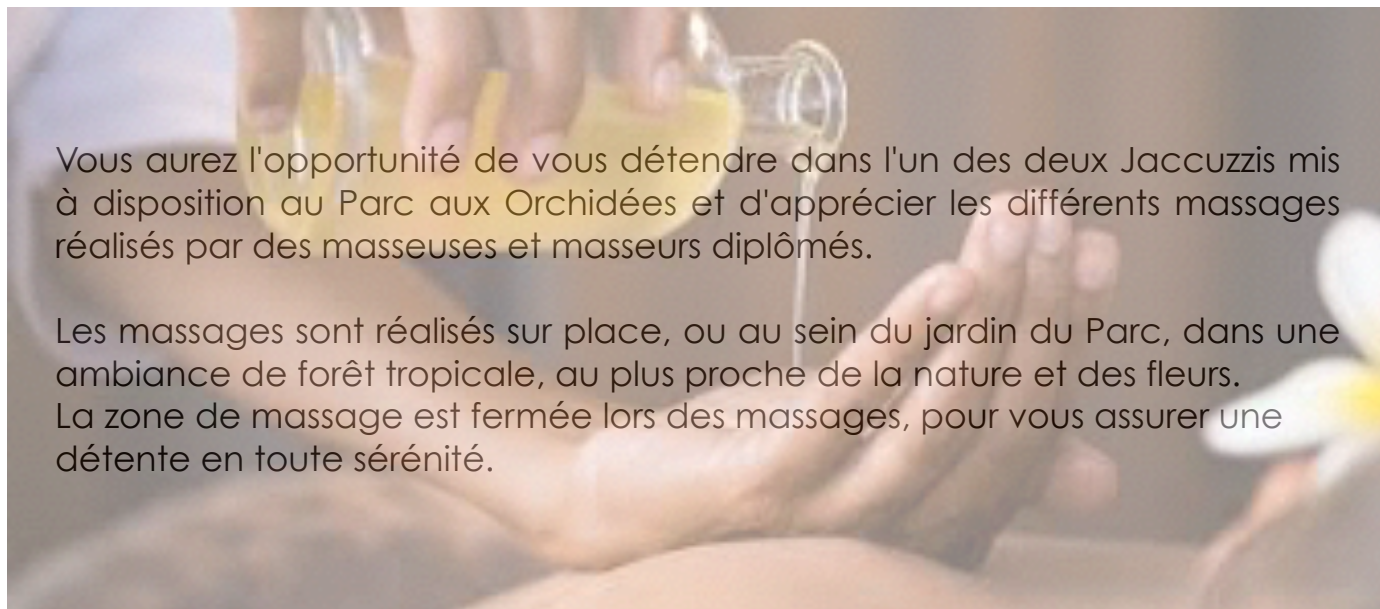 Vous aurez l'opportunité de vous détendre dans l'un des deux Jaccuzzis mis
à disposition au Parc aux Orchidées et d'apprécier les différents massages
réalisés par des masseuses et masseurs diplômés.
Les massages sont réalisés sur place, ou au sein du jardin du Parc, dans une
ambiance de forêt tropicale, au plus proche de la nature et des fleurs.
La zone de massage est fermée lors des massages, pour vous assurer une
détente en toute sérénité.